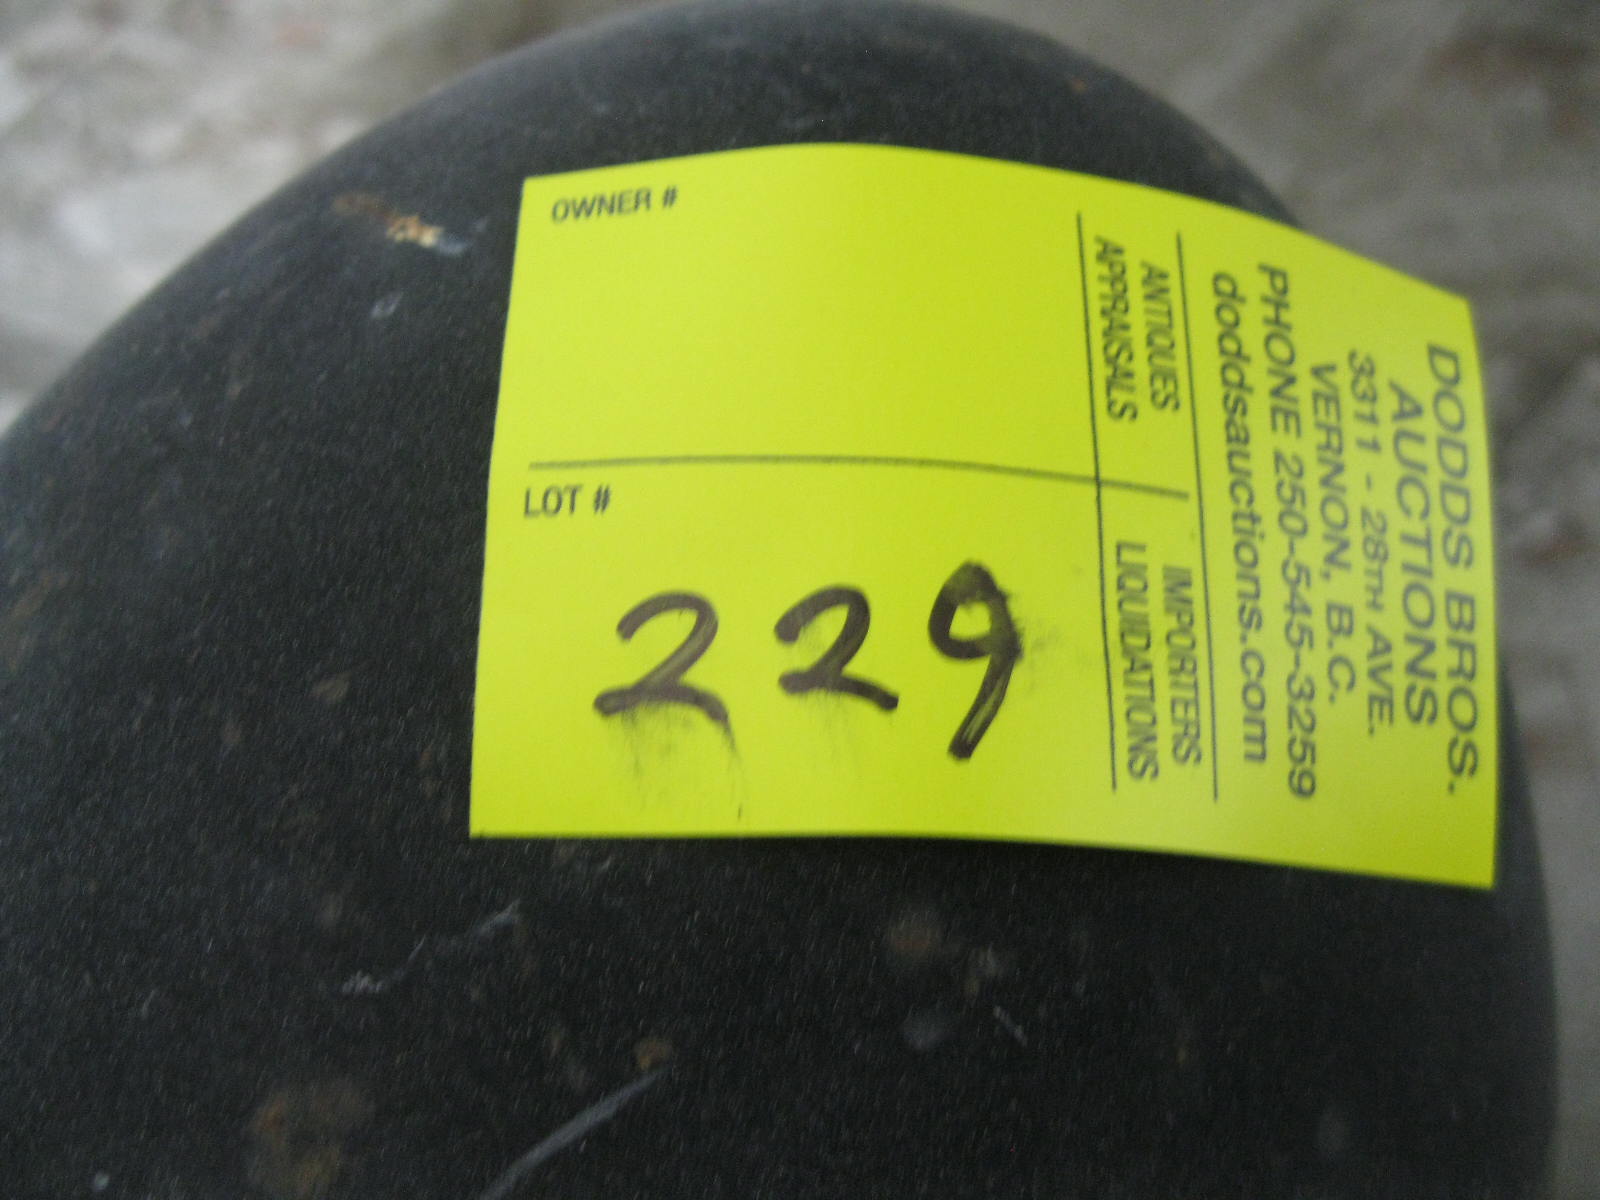 OWNER #
LOT #
229
ANTIQUES
APPRAISALS
IMPORTERS
LIQUIDATIONS
DODDS BROS.
AUCTIONS
3311 - 28TH AVE.
VERNON, B.C.
PHONE 250-545-3259
doddsauctions.com